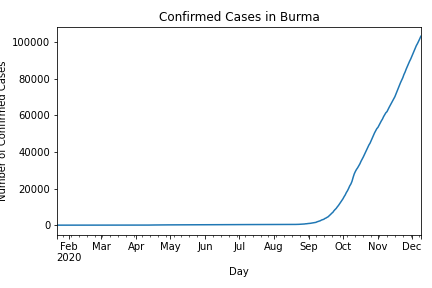 Confirmed Cases in Burma
Number of Confirmed Cases
100000
80000
60000
40000
20000
0
Feb Mar Apr May Jun Jul Aug Sep Oct Nov Dec
2020
Day